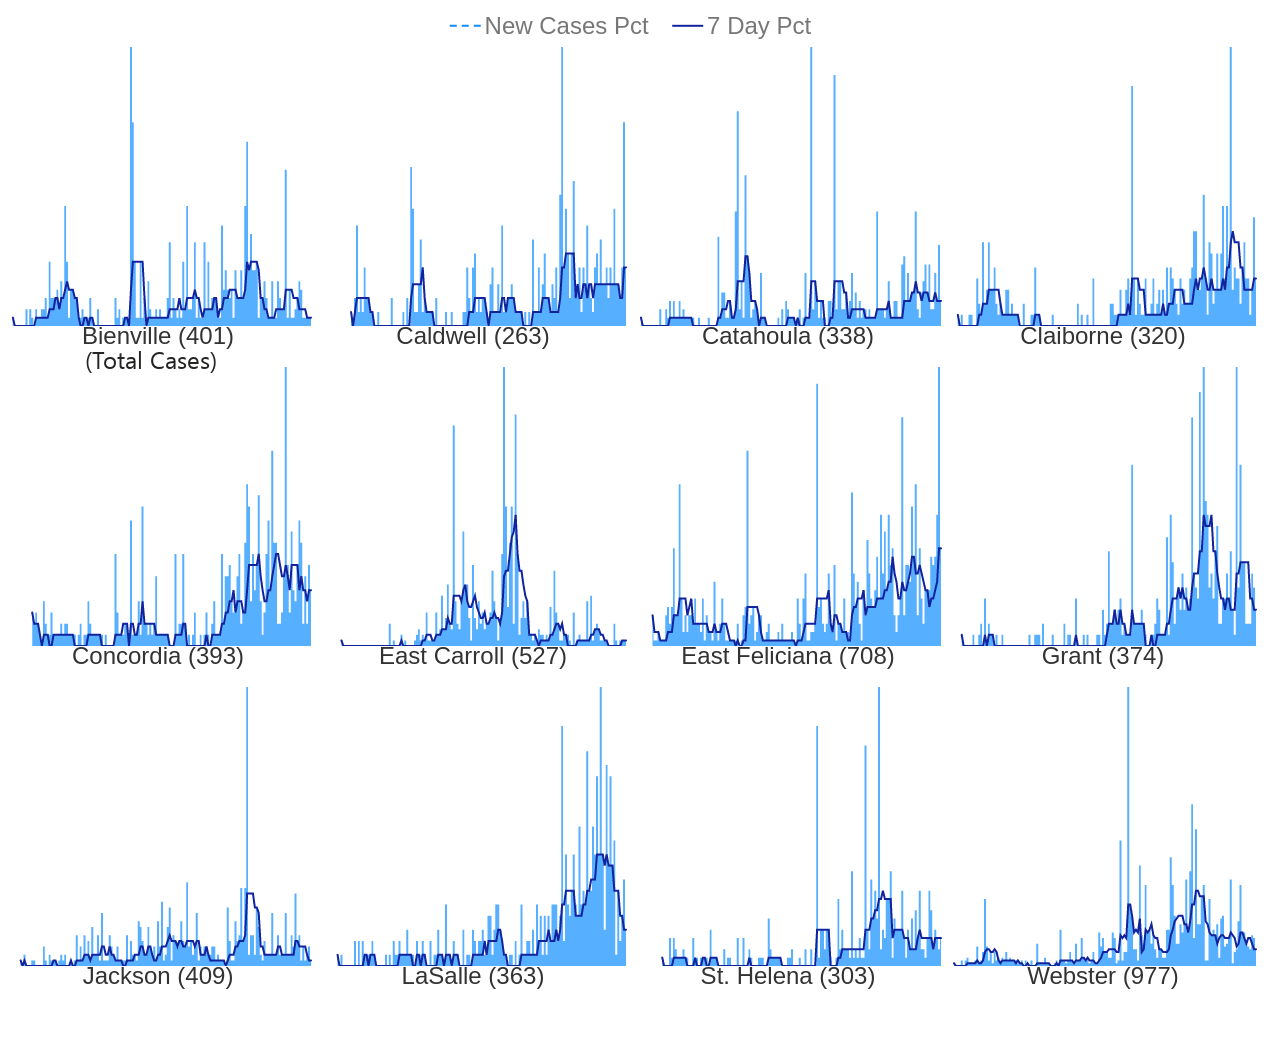 New Cases Pct 7 Day Pct
Bienville (401) Caldwell (263) Catahoula (338) Claiborne (320)
(Total Cases)
Concordia (393) East Carroll (527) East Feliciana (708) Grant (374)
Jackson (409) LaSalle (363) St. Helena (303) Webster (977)